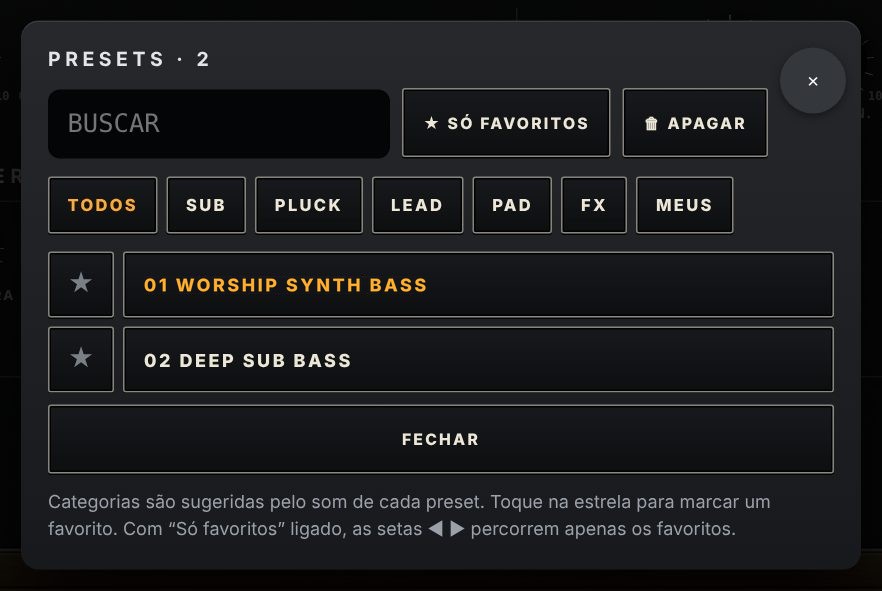 PRESETS · 2
×
BUSCAR
★ SÓ FAVORITOS
🗑 APAGAR
TODOS
SUB
PLUCK
LEAD
PAD
FX
MEUS
★ 01 WORSHIP SYNTH BASS
★ 02 DEEP SUB BASS
FECHAR
Categorias são sugeridas pelo som de cada preset. Toque na estrela para marcar um
favorito. Com “Só favoritos” ligado, as setas ◀ ▶ percorrem apenas os favoritos.